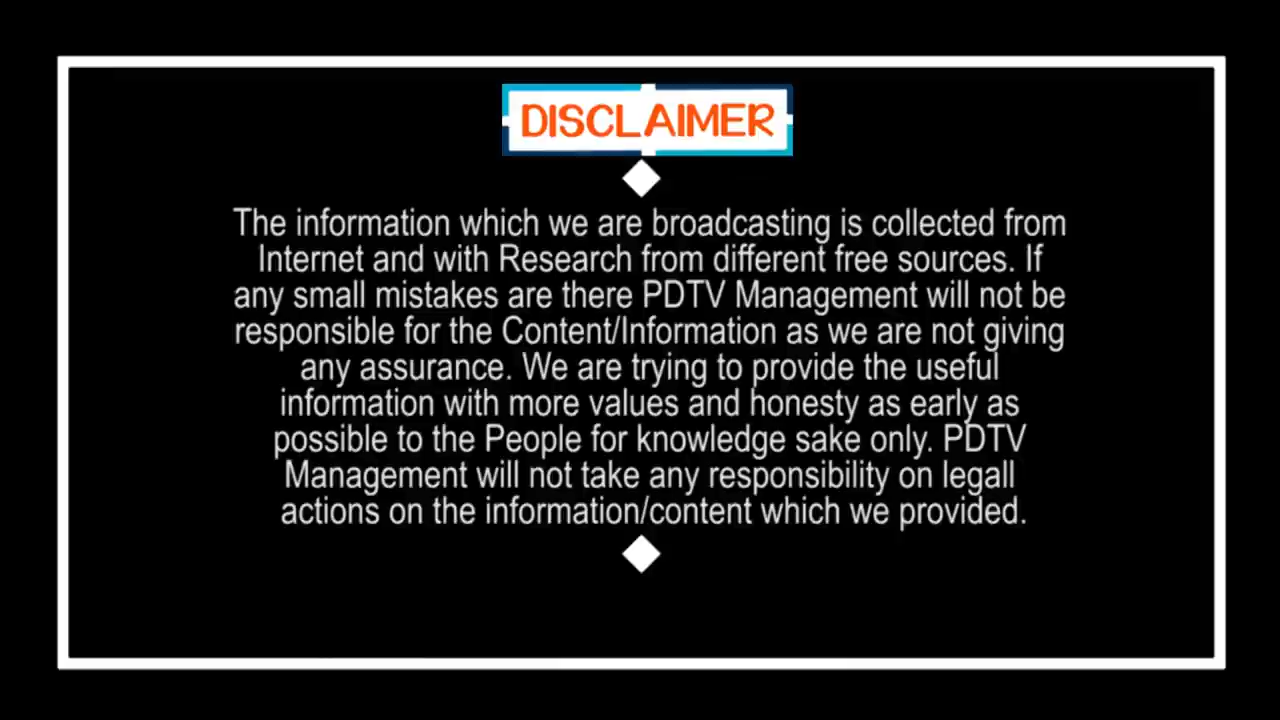 DISCLAIMER
The information which we are broadcasting is collected from
Internet and with Research from different free sources. If
any small mistakes are there PDTV Management will not be
responsible for the Content/Information as we are not giving
any assurance. We are trying to provide the useful
information with more values and honesty as early as
possible to the People for knowledge sake only. PDTV
Management will not take any responsibility on legall
actions on the information/content which we provided.